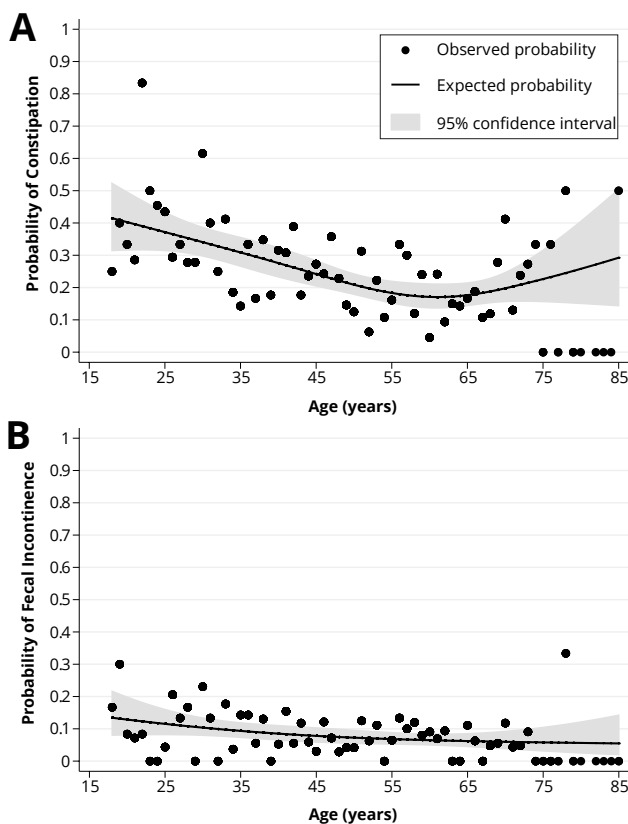 A
1
0.9
0.8
0.7
0.6
0.5
0.4
0.3
0.2
0.1
0
Probability of Constipation
Observed probability
Expected probability
95% confidence interval
15 25 35 45 55 65 75 85
Age (years)
B
1
0.9
0.8
0.7
0.6
0.5
0.4
0.3
0.2
0.1
0
Probability of Fecal Incontinence
15 25 35 45 55 65 75 85
Age (years)